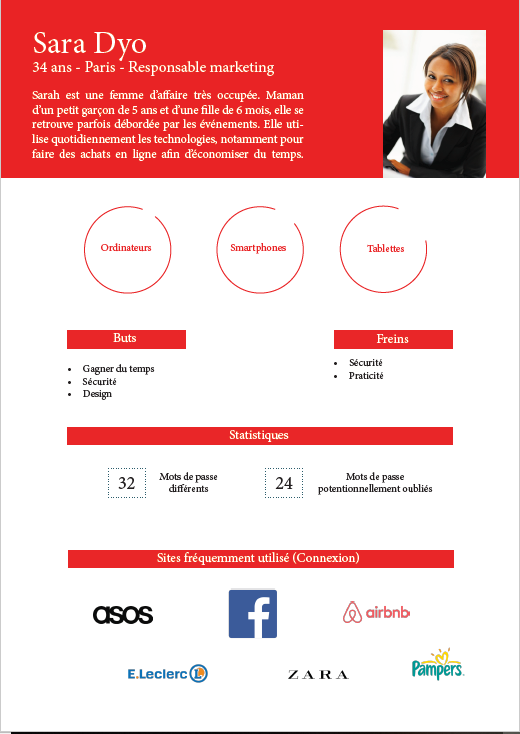 Sara Dyo
34 ans - Paris - Responsable marketing
Sarah est une femme d'affaire très occupée. Maman
d'un petit garçon de 5 ans et d'une fille de 6 mois, elle se
retrouve parfois débordée par les événements. Elle uti-
lise quotidiennement les technologies, notamment pour
faire des achats en ligne afin d'économiser du temps.
Ordinateurs
Smartphones
Tablettes
Buts
• Gagner du temps
• Sécurité
• Design
Freins
• Sécurité
• Praticité
Statistiques
32
Mots de passe
différents
24
Mots de passe
potentionnellement oubliés
Sites fréquemment utilisé (Connexion)
asos
f
airbnb
E.Leclerc L
ZARA
Pampers